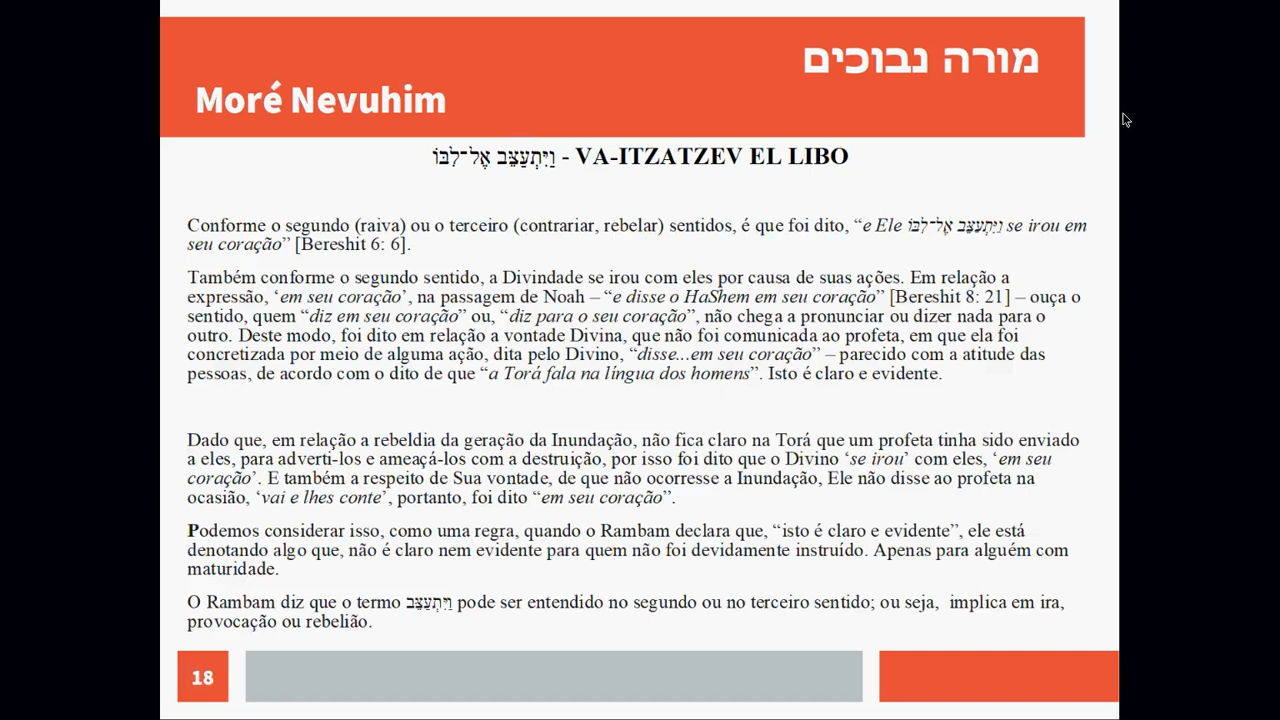 מורה נבוכים
Moré Nevuhim
וַיִּתְעַצֵּב אֶל־לִבּוֹ - VA-ITZATZEV EL LIBO
Conforme o segundo (raiva) ou o terceiro (contrariar, rebelar) sentidos, é que foi dito, “e Ele וַיִּתְעַצֵּב אֶל־לִבּוֹ se irou em
seu coração” [Bereshit 6: 6].
Também conforme o segundo sentido, a Divindade se irou com eles por causa de suas ações. Em relação a
expressão, ‘em seu coração’, na passagem de Noah – “e disse o HaShem em seu coração” [Bereshit 8: 21] – ouça o
sentido, quem “diz em seu coração” ou, “diz para o seu coração”, não chega a pronunciar ou dizer nada para o
outro. Deste modo, foi dito em relação a vontade Divina, que não foi comunicada ao profeta, em que ela foi
concretizada por meio de alguma ação, dita pelo Divino, “disse...em seu coração” – parecido com a atitude das
pessoas, de acordo com o dito de que “a Torá fala na língua dos homens”. Isto é claro e evidente.
Dado que, em relação a rebeldia da geração da Inundação, não fica claro na Torá que um profeta tinha sido enviado
a eles, para adverti-los e ameaçá-los com a destruição, por isso foi dito que o Divino ‘se irou’ com eles, ‘em seu
coração’. E também a respeito de Sua vontade, de que não ocorresse a Inundação, Ele não disse ao profeta na
ocasião, ‘vai e lhes conte’, portanto, foi dito “em seu coração”.
Podemos considerar isso, como uma regra, quando o Rambam declara que, “isto é claro e evidente”, ele está
denotando algo que, não é claro nem evidente para quem não foi devidamente instruído. Apenas para alguém com
maturidade.
O Rambam diz que o termo וַיִּתְעַצֵּב pode ser entendido no segundo ou no terceiro sentido; ou seja,  implica em ira,
provocação ou rebelião.
18